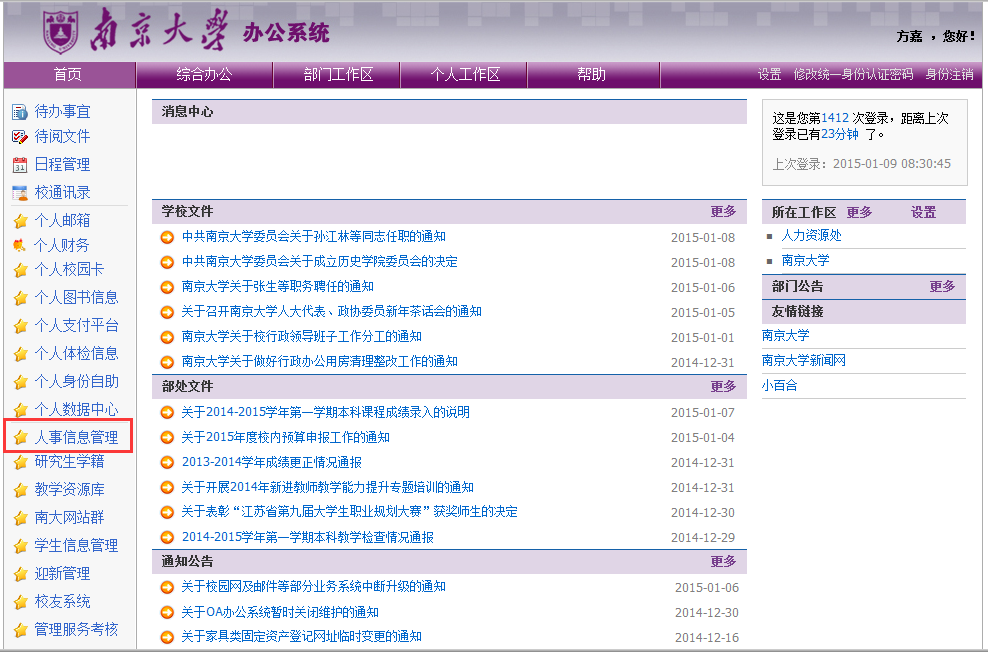 南京大学 办公系统
方嘉 ，您好！
首页 综合办公 部门工作区 个人工作区 帮助 设置 修改统一身份认证密码 身份注销
待办事宜
待阅文件
31 日程管理
校通讯录
个人邮箱
个人财务
个人校园卡
个人图书信息
个人支付平台
个人体检信息
个人身份自助
个人数据中心
人事信息管理
研究生学籍
教学资源库
南大网站群
学生信息管理
迎新管理
校友系统
管理服务考核
消息中心
学校文件 更多
中共南京大学委员会关于孙江林等同志任职的通知 2015-01-08
中共南京大学委员会关于成立历史学院委员会的决定 2015-01-08
南京大学关于张生等职务聘任的通知 2015-01-06
关于召开南京大学人大代表、政协委员新年茶话会的通知 2015-01-05
南京大学关于校行政领导班子工作分工的通知 2015-01-01
南京大学关于做好行政办公用房清理整改工作的通知 2014-12-31
部处文件 更多
关于2014-2015学年第一学期本科课程成绩录入的说明 2015-01-07
关于2015年度校内预算申报工作的通知 2015-01-04
2013-2014学年成绩更正情况通报 2014-12-31
关于开展2014年新进教师教学能力提升专题培训的通知 2014-12-31
关于表彰“江苏省第九届大学生职业规划大赛”获奖师生的决定 2014-12-30
2014-2015学年第一学期本科教学检查情况通报 2014-12-29
通知公告 更多
关于校园网及邮件等部分业务系统中断升级的通知 2015-01-06
关于OA办公系统暂时关闭维护的通知 2014-12-30
关于家具类固定资产登记网址临时变更的通知 2014-12-16
这是您第1412 次登录，距离上次
登录已有23分钟 了。
上次登录：2015-01-09 08:30:45
所在工作区 更多 设置
人力资源处
南京大学
部门公告 更多
友情链接
南京大学
南京大学新闻网
小百合